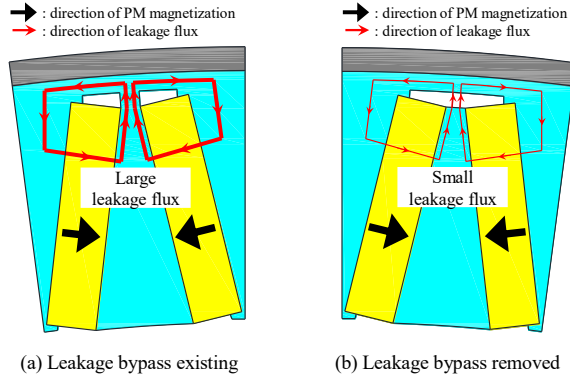 : direction of PM magnetization
: direction of leakage flux
Large
leakage flux
(a) Leakage bypass existing
: direction of PM magnetization
: direction of leakage flux
Small
leakage flux
(b) Leakage bypass removed